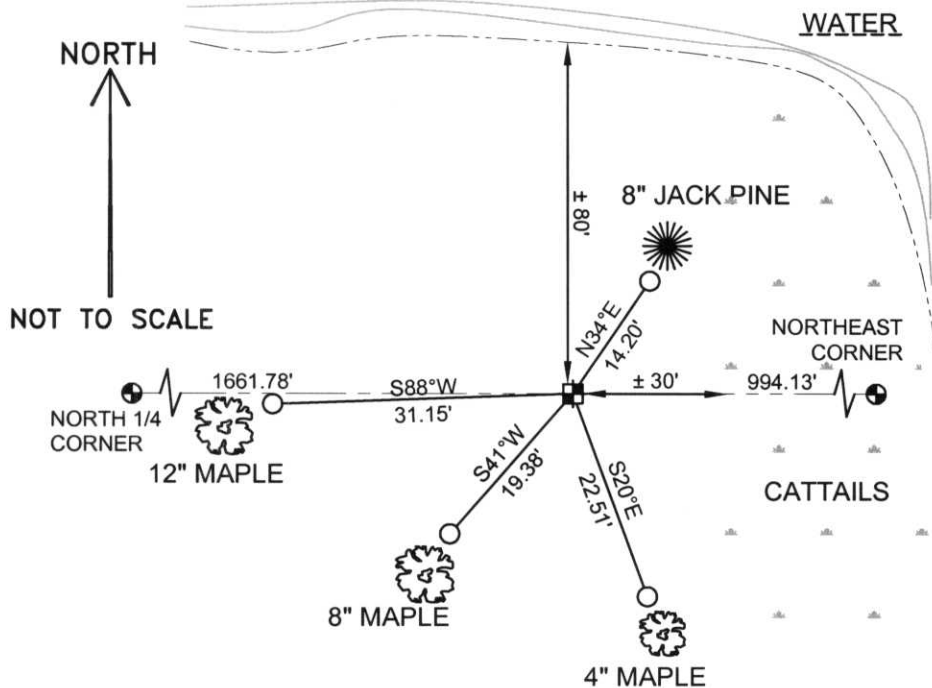 WATER
NORTH
± 80'
8" JACK PINE
NOT TO SCALE
N34°E
14.20'
NORTHEAST
CORNER
1661.78'
S88°W
31.15'
± 30'
994.13'
NORTH 1/4
CORNER
12" MAPLE
S41°W
19.38'
S20°E
22.51'
CATTAILS
8" MAPLE
4" MAPLE